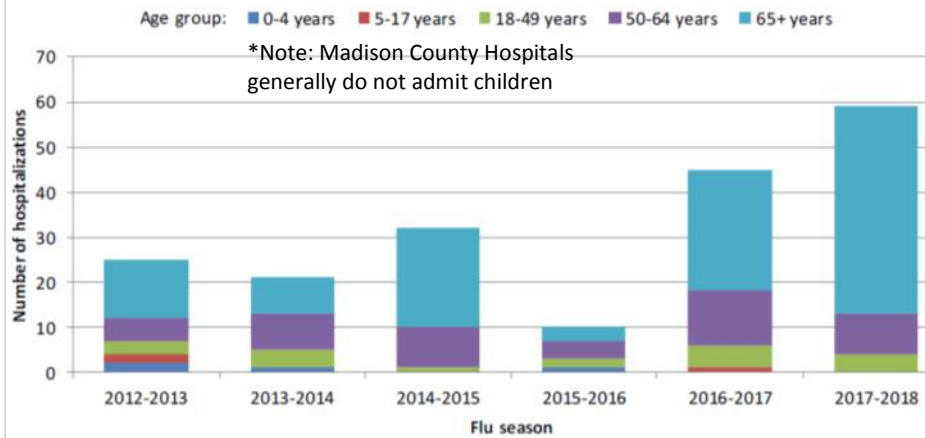 Age group: 0-4 years 5-17 years 18-49 years 50-64 years 65+ years
*Note: Madison County Hospitals
generally do not admit children
Number of hospitalizations
70
60
50
40
30
20
10
0
2012-2013 2013-2014 2014-2015 2015-2016 2016-2017 2017-2018
Flu season